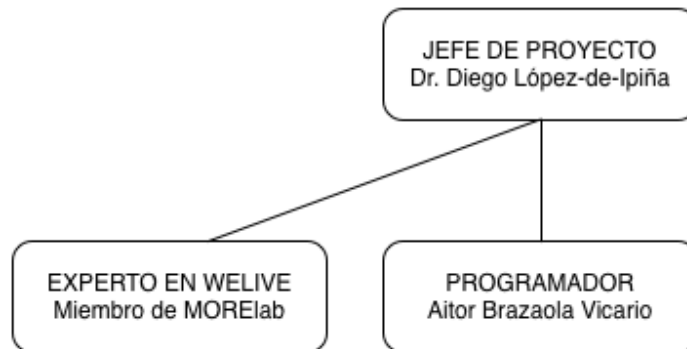 JEFE DE PROYECTO
Dr. Diego López-de-Ipiña
EXPERTO EN WELIVE
Miembro de MORElab
PROGRAMADOR
Aitor Brazaola Vicario